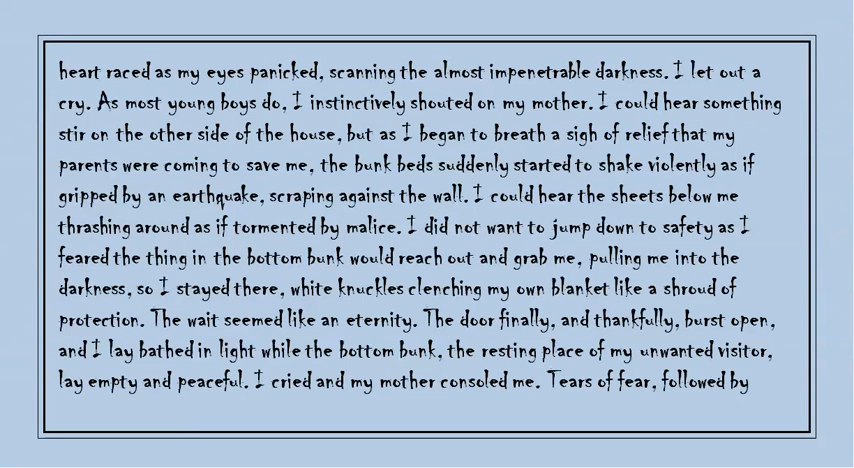 heart raced as my eyes panicked, scanning the almost impenetrable darkness. I let out a
cry. As most young boys do, I instinctively shouted on my mother. I could hear something
stir on the other side of the house, but as I began to breath a sigh of relief that my
parents were coming to save me, the bunk beds suddenly started to shake violently as if
gripped by an earthquake, scraping against the wall. I could hear the sheets below me
thrashing around as if tormented by malice. I did not want to jump down to safety as I
feared the thing in the bottom bunk would reach out and grab me, pulling me into the
darkness, so I stayed there, white knuckles clenching my own blanket like a shroud of
protection. The wait seemed like an eternity. The door finally, and thankfully, burst open,
and I lay bathed in light while the bottom bunk, the resting place of my unwanted visitor,
lay empty and peaceful. I cried and my mother consoled me. Tears of fear, followed by